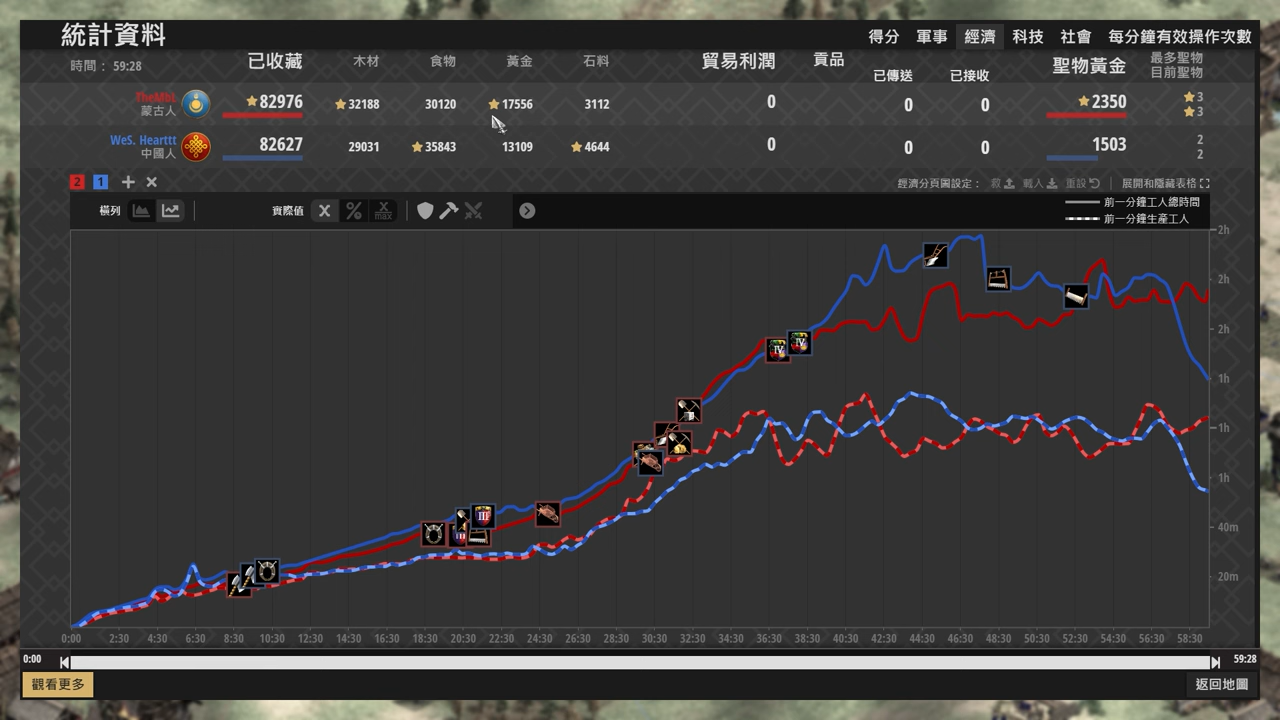 統計資料
得分 軍事 經濟 科技 社會 每分鐘有效操作次數
時間： 59:28
已收藏 木材 食物 黃金 石料 貿易利潤 貢品 已傳送 已接收 聖物黃金 最多聖物
目前聖物
TheMbL
蒙古人
82976 32188 30120 17556 3112 0 0 0 2350 3
3
WeS. Hearttt
中國人
82627 29031 35843 13109 4644 0 0 0 1503 2
2
2 1
經濟分頁圖設定： 載入 重設 展開和隱藏表格
橫列 實際值 X % X max
前一分鐘工人總時間
前一分鐘生產工人
2h
2h
2h
1h
1h
1h
40m
20m
IV IV
III III
0:00 2:30 4:30 6:30 8:30 10:30 12:30 14:30 16:30 18:30 20:30 22:30 24:30 26:30 28:30 30:30 32:30 34:30 36:30 38:30 40:30 42:30 44:30 46:30 48:30 50:30 52:30 54:30 56:30 58:30
0:00 59:28
觀看更多 返回地圖